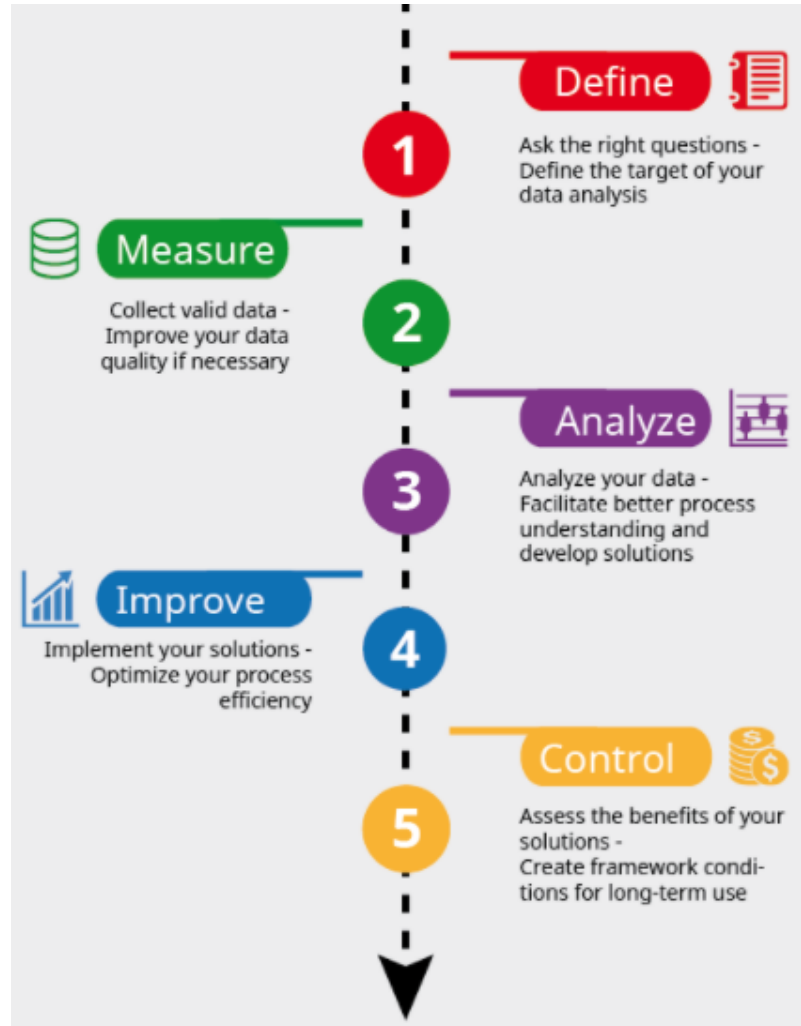 Define
1
Ask the right questions -
Define the target of your
data analysis
Measure
2
Collect valid data -
Improve your data
quality if necessary
Analyze
3
Analyze your data -
Facilitate better process
understanding and
develop solutions
Improve
4
Implement your solutions -
Optimize your process
efficiency
Control
$
$
5
Assess the benefits of your
solutions -
Create framework condi-
tions for long-term use